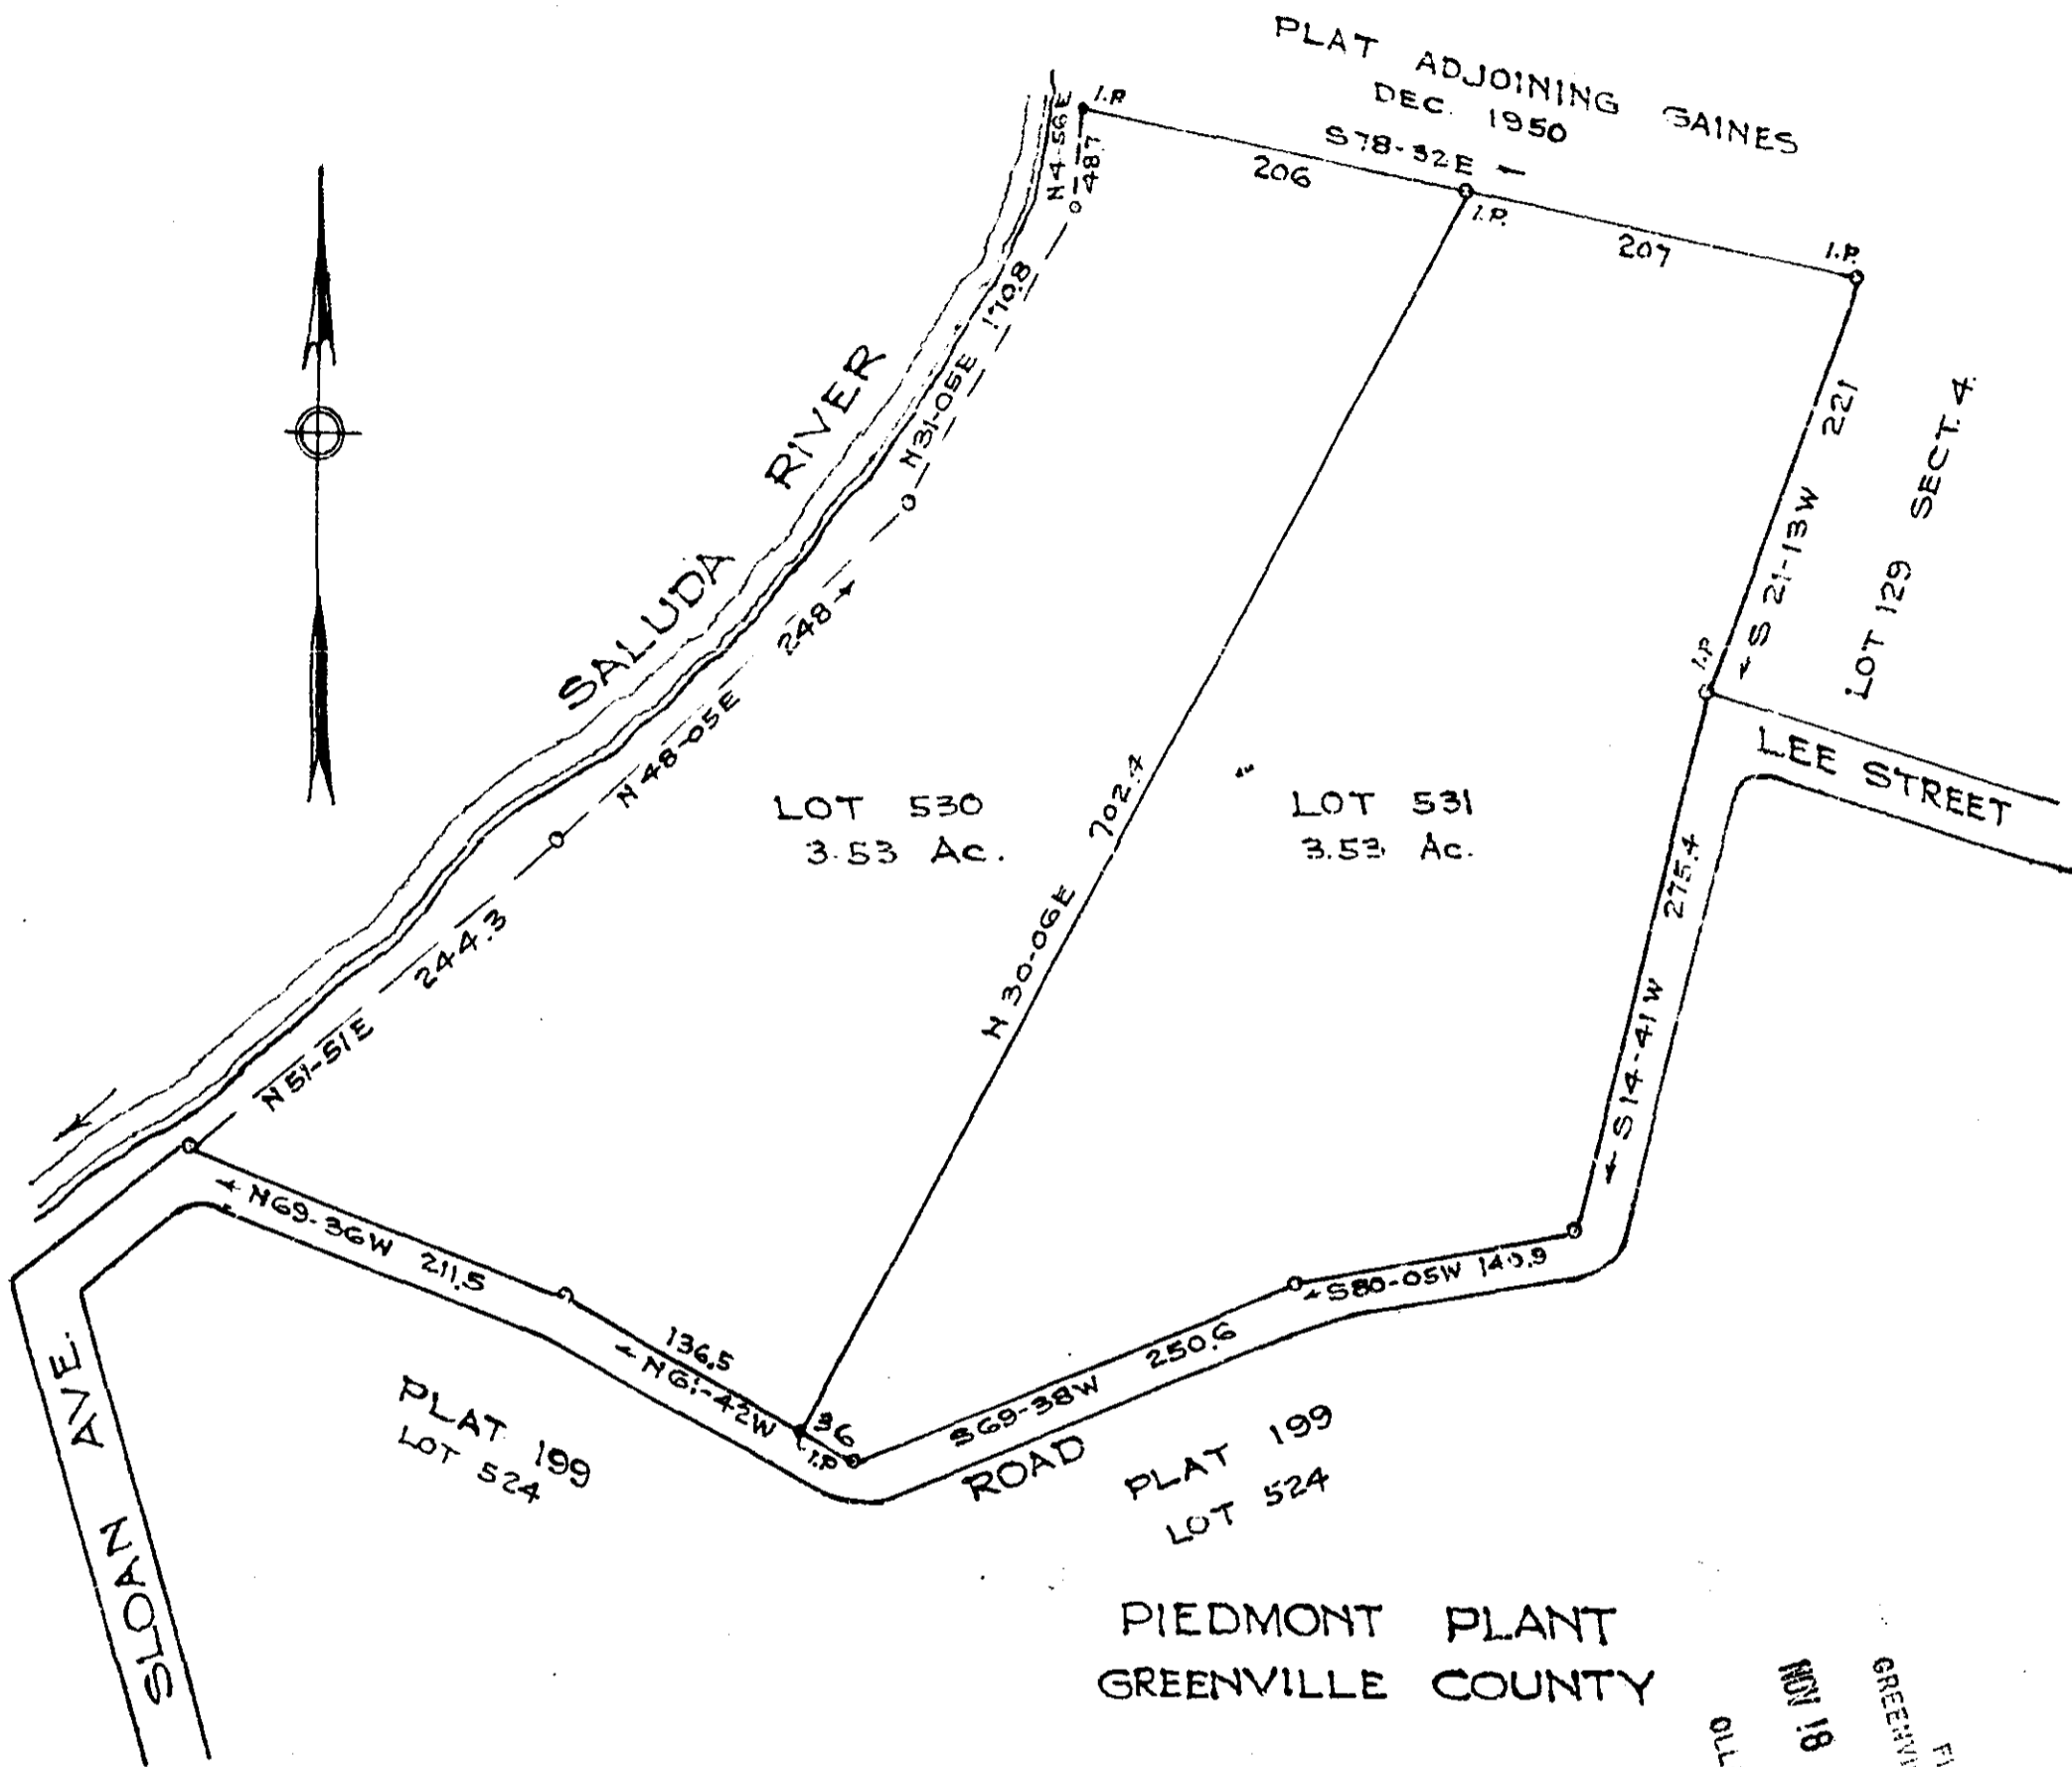 PLAT ADJOINING GAINES
DEC. 1950
S78-32E
206
207
I.P.
I.P.
I.P.
N4-56E
48.7
N31-05E 170.8
SALUDA RIVER
N48-05E 248
N51-51E 244.3
LOT 530
3.53 AC.
N30-06E 702.4
LOT 531
3.53 AC.
S21-13W 221
LOT 129 SECT. 4.
I.P.
LEE STREET
S14-41W 275.4
N69-36W 211.5
136.5
N61-42W
36
I.P.
S69-38W 250.6
S80-05W 140.9
ROAD
PLAT 199
LOT 524
PLAT 199
LOT 524
SLOAN AVE.
PIEDMONT PLANT
GREENVILLE COUNTY
NOV 18